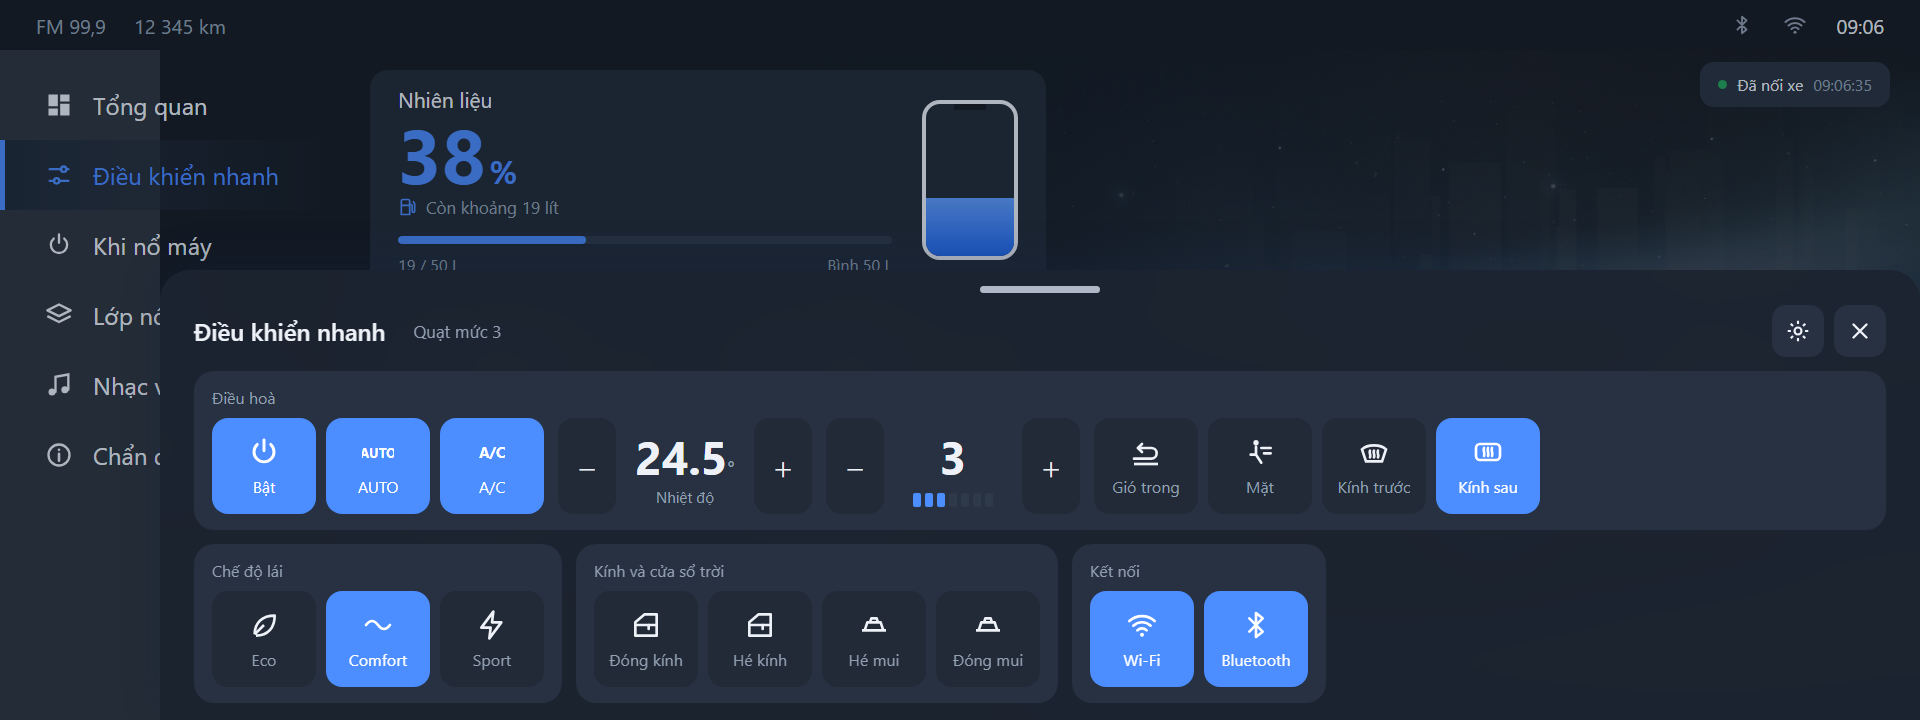 FM 99,9 12 345 km 09:06
Đã nối xe 09:06:35
Tổng quan
Điều khiển nhanh
Khi nổ máy
Lớp
Nhạc
Chẩn
Nhiên liệu
38%
Còn khoảng 19 lít
19 / 50 L
Bình 50 L
Điều khiển nhanh Quạt mức 3
Điều hoà
Bật
AUTO
AUTO
A/C
A/C
−
24.5°
Nhiệt độ
+
−
3
+
Gió trong
Mặt
Kính trước
Kính sau
Chế độ lái
Eco
Comfort
Sport
Kính và cửa sổ trời
Đóng kính
Hé kính
Hé mui
Đóng mui
Kết nối
Wi-Fi
Bluetooth